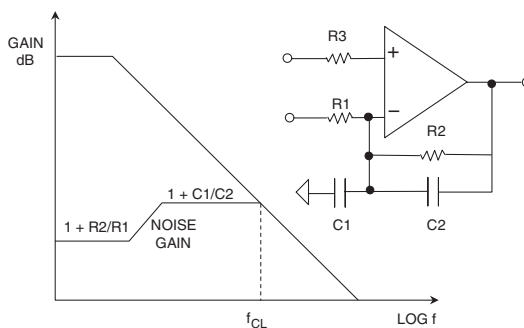 GAIN
dB
1 + R2/R1
NOISE
GAIN
1 + C1/C2
fCL
LOG f
R3
+
R1
−
R2
C1
C2